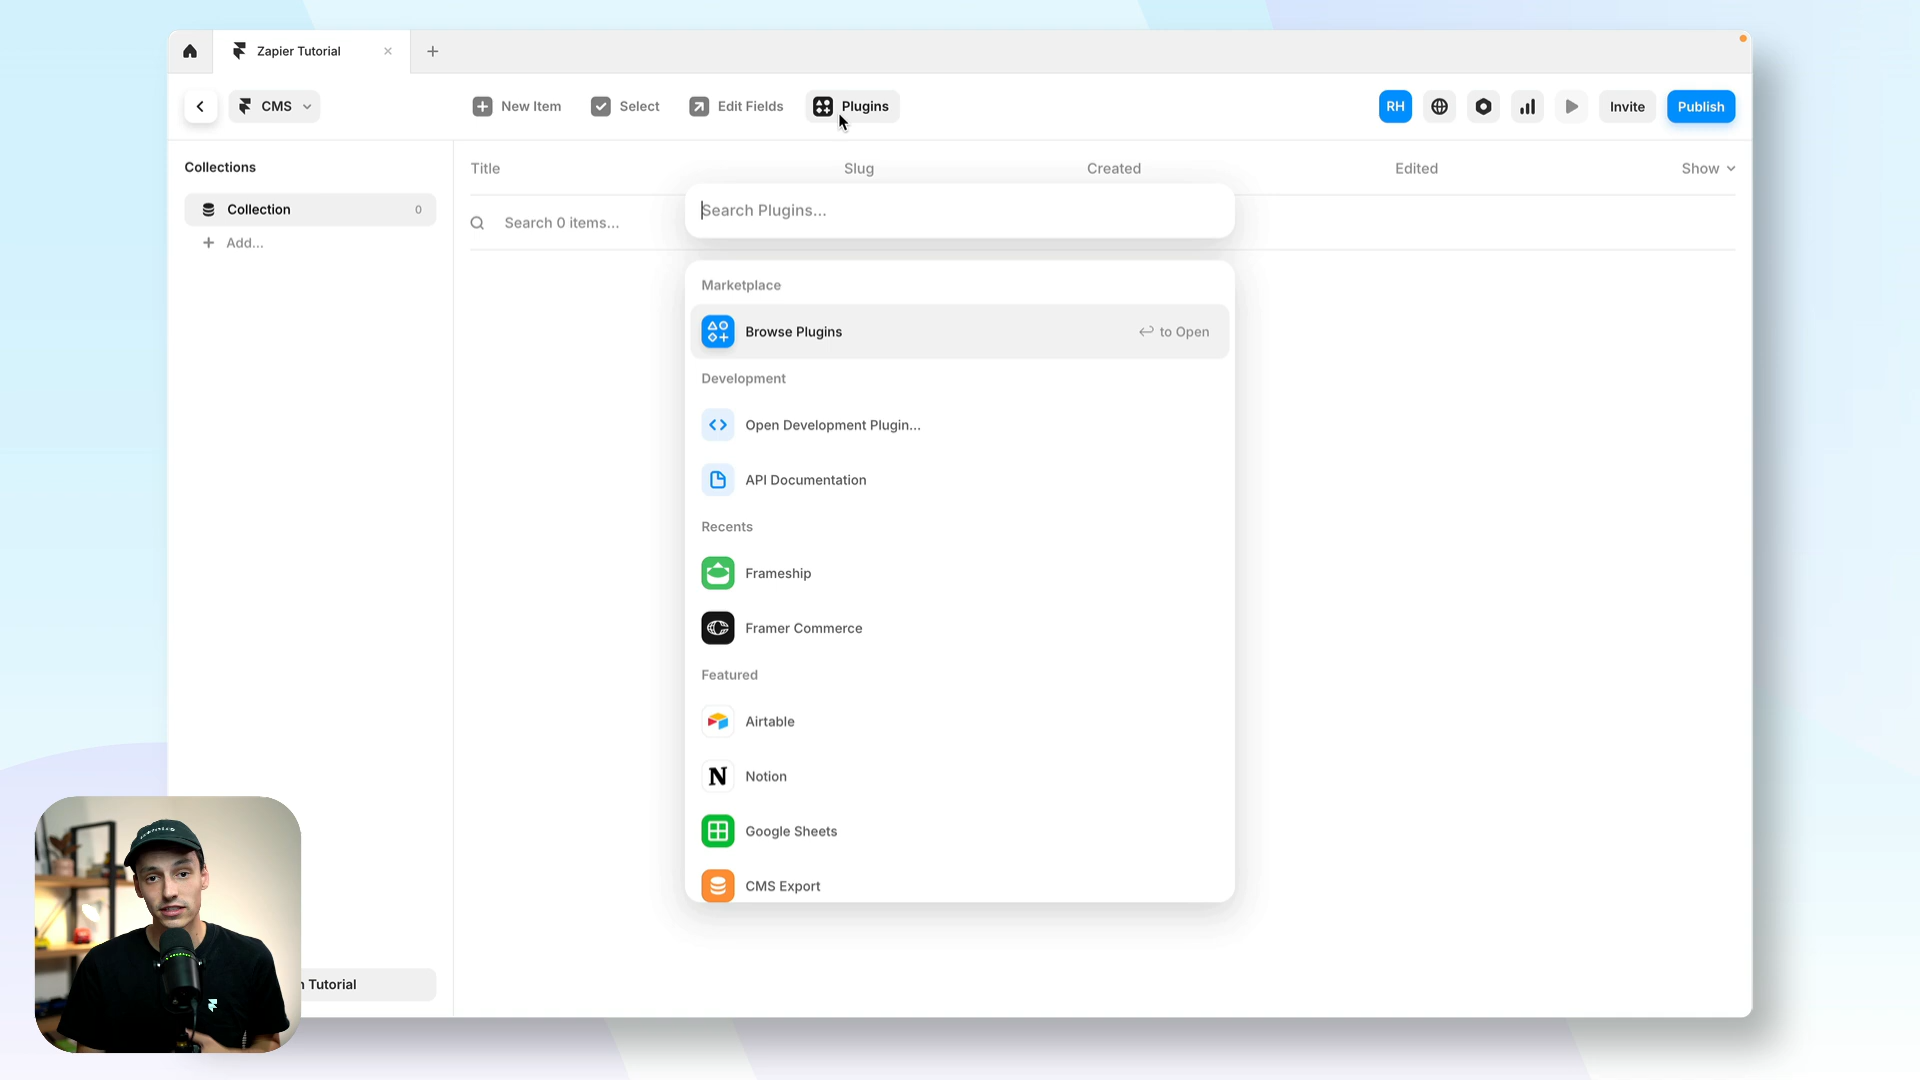 Zapier Tutorial
CMS
New Item
Select
Edit Fields
Plugins
RH
Invite
Publish
Collections
Collection
0
Add...
Title
Slug
Created
Edited
Show
Search 0 items...
Search Plugins...
Marketplace
Browse Plugins
to Open
Development
Open Development Plugin...
API Documentation
Recents
Frameship
Framer Commerce
Featured
Airtable
Notion
Google Sheets
CMS Export
Tutorial